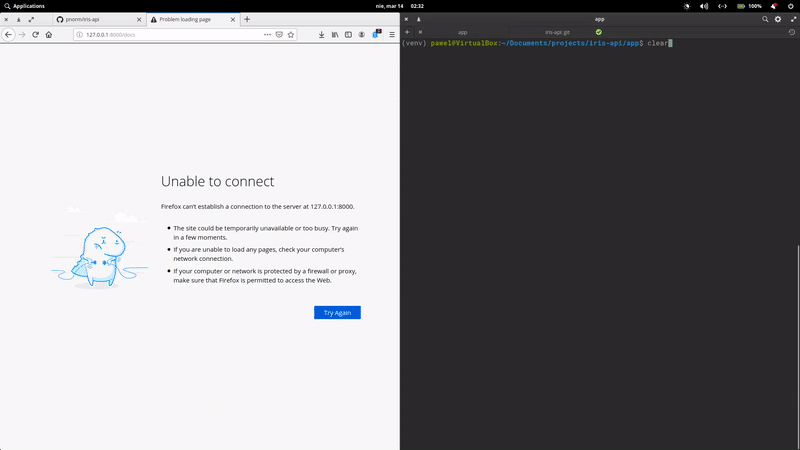 Applications
nie, mar 14 02:32
100%
pnorm/iris-api
Problem loading page
127.0.0.1:8000/docs
Unable to connect
Firefox can't establish a connection to the server at 127.0.0.1:8000.
The site could be temporarily unavailable or too busy. Try again
in a few moments.
If you are unable to load any pages, check your computer's
network connection.
If your computer or network is protected by a firewall or proxy,
make sure that Firefox is permitted to access the Web.
Try Again
app
app
iris-api: git
(venv) pawel@VirtualBox:~/Documents/projects/iris-api/app$ clear